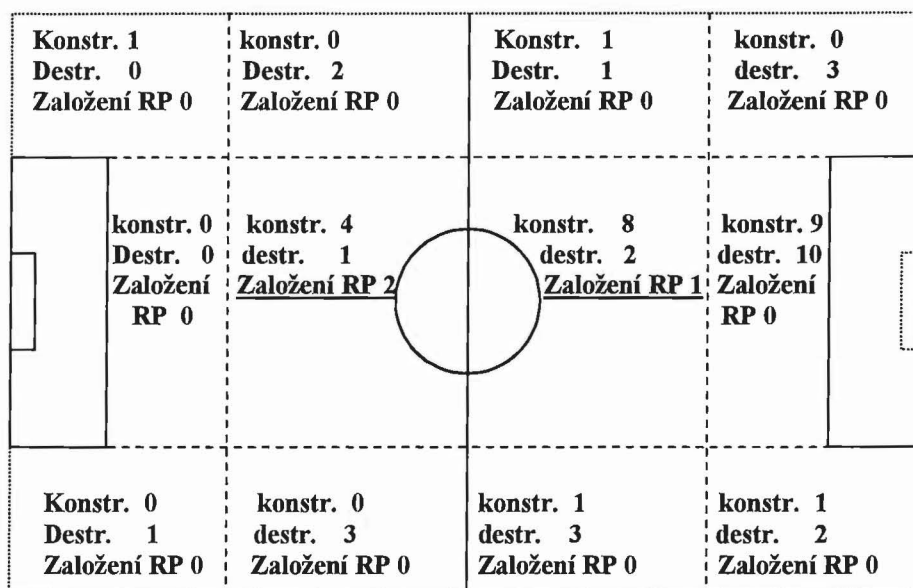 Konstr. 1
Destr. 0
Založení RP 0
konstr. 0
Destr. 2
Založení RP 0
Konstr. 1
Destr. 1
Založení RP 0
konstr. 0
destr. 3
Založení RP 0
konstr. 0
Destr. 0
Založení
RP 0
konstr. 4
destr. 1
Založení RP 2
konstr. 8
destr. 2
Založení RP 1
konstr. 9
destr. 10
Založení
RP 0
Konstr. 0
Destr. 1
Založení RP 0
konstr. 0
destr. 3
Založení RP 0
konstr. 1
destr. 3
Založení RP 0
konstr. 1
destr. 2
Založení RP 0